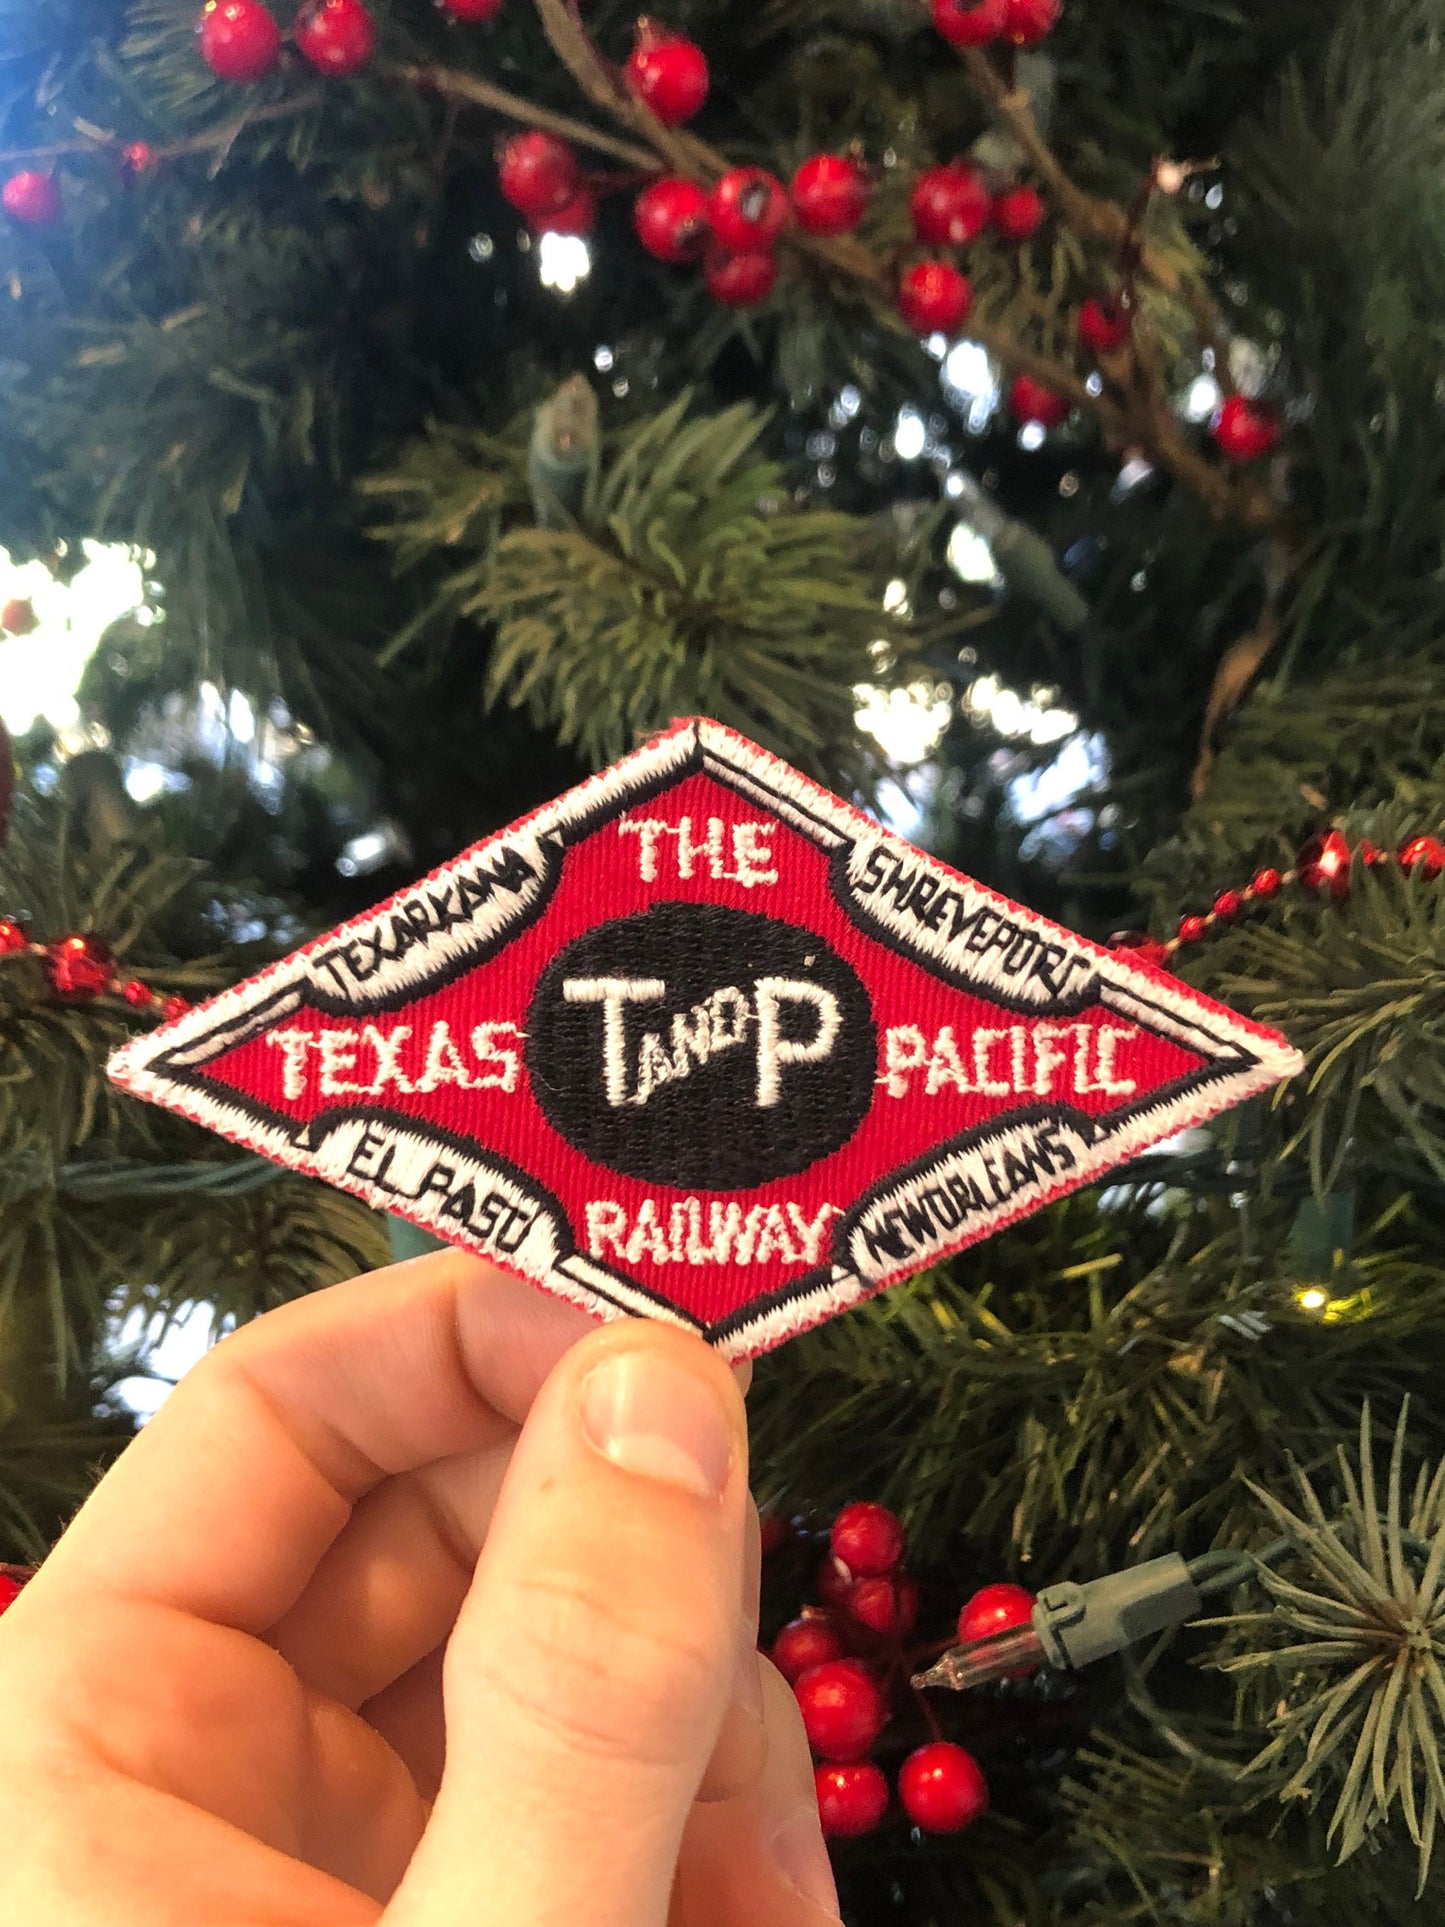 THE
TEXARKANA
SHREVEPORT
TEXAS
T AND P
PACIFIC
EL PASO
NEW ORLEANS
RAILWAY